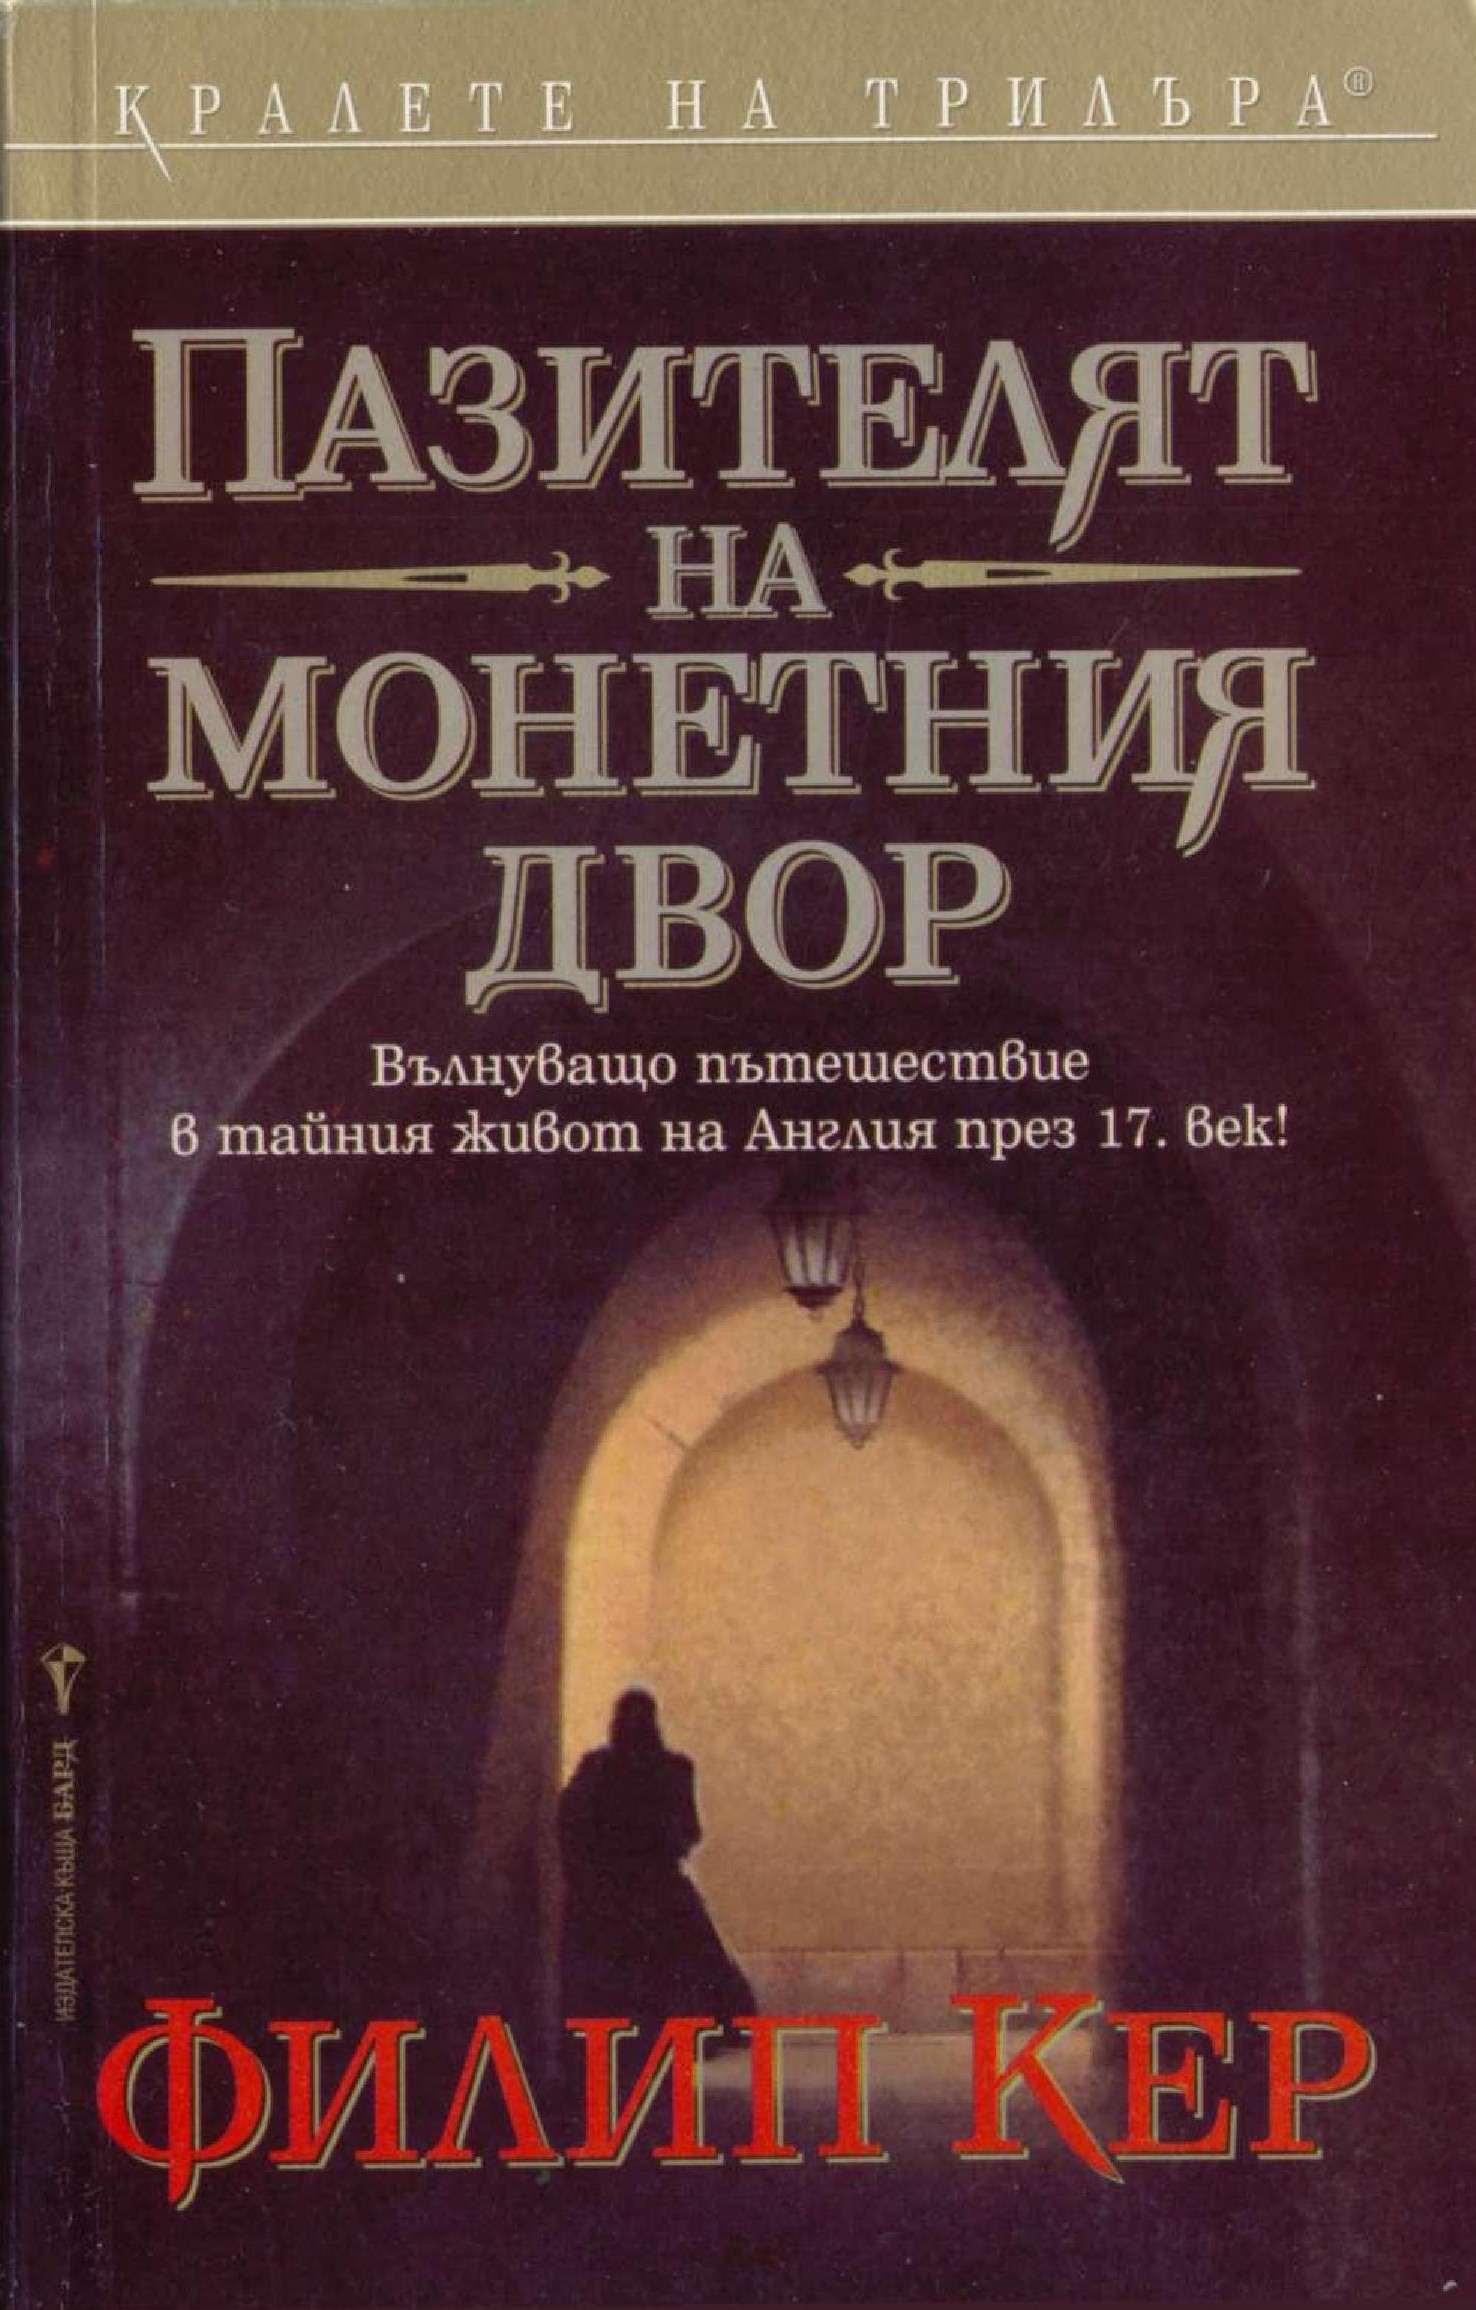 КРАЛЕТЕ НА ТРИЛЪРА®
ПАЗИТЕЛЯТ
НА
МОНЕТНИЯ
ДВОР
Вълнуващо пътешествие
в тайния живот на Англия през 17. век!
ИЗДАТЕЛСКА КЪЩА БАРД
ФИЛИП КЕР